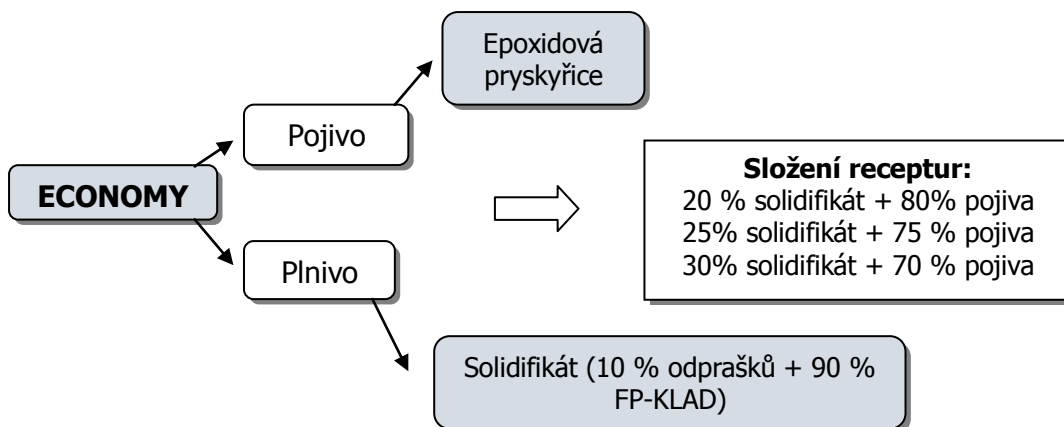 Epoxidová
pryskyřice
Pojivo
ECONOMY
Plnivo
Složení receptur:
20 % solidifikát + 80% pojiva
25% solidifikát + 75 % pojiva
30% solidifikát + 70 % pojiva
Solidifikát (10 % odprašků + 90 %
FP-KLAD)